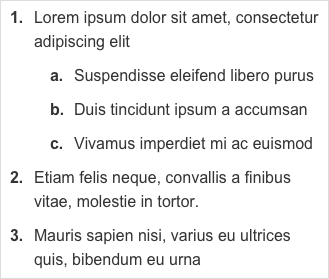 1. Lorem ipsum dolor sit amet, consectetur
adipiscing elit
a. Suspendisse eleifend libero purus
b. Duis tincidunt ipsum a accumsan
c. Vivamus imperdiet mi ac euismod
2. Etiam felis neque, convallis a finibus
vitae, molestie in tortor.
3. Mauris sapien nisi, varius eu ultrices
quis, bibendum eu urna